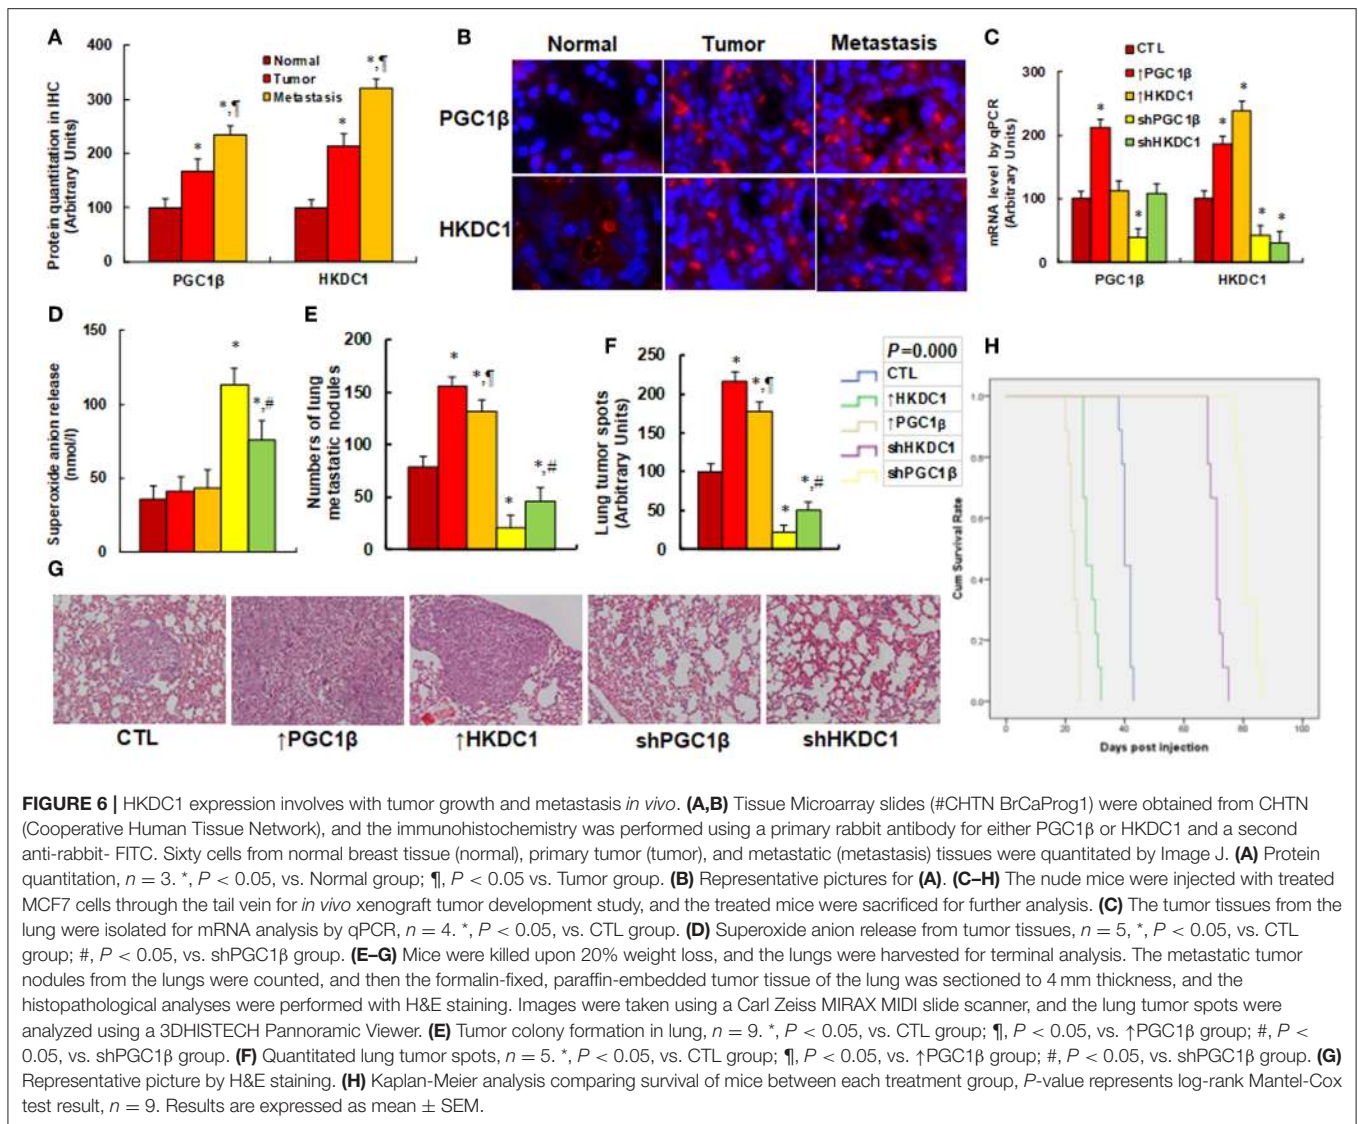 A
400
300
200
100
0
Protein quantitation in IHC
(Arbitrary Units)
Normal
Tumor
Metastasis
*
*,¶
*
*,¶
PGC1β
HKDC1
B
Normal
Tumor
Metastasis
PGC1β
HKDC1
C
CTL
↑PGC1β
↑HKDC1
shPGC1β
shHKDC1
300
200
100
0
mRNA level by qPCR
(Arbitrary Units)
*
*
*
*
*
*
PGC1β
HKDC1
D
150
100
50
0
Superoxide anion release
(nmol/l)
*
*,#
E
200
150
100
50
0
Numbers of lung
metastatic nodules
*
*,¶
*
*,#
F
250
200
150
100
50
0
Lung tumor spots
(Arbitrary Units)
*
*,¶
*
*,#
P=0.000
CTL
↑HKDC1
↑PGC1β
shHKDC1
shPGC1β
H
1.0
0.8
0.6
0.4
0.2
0.0
Cum Survival Rate
0
20
40
60
80
100
Days post injection
G
CTL
↑PGC1β
↑HKDC1
shPGC1β
shHKDC1
FIGURE 6 | HKDC1 expression involves with tumor growth and metastasis in vivo. (A,B) Tissue Microarray slides (#CHTN BrCaProg1) were obtained from CHTN
(Cooperative Human Tissue Network), and the immunohistochemistry was performed using a primary rabbit antibody for either PGC1β or HKDC1 and a second
anti-rabbit- FITC. Sixty cells from normal breast tissue (normal), primary tumor (tumor), and metastatic (metastasis) tissues were quantitated by Image J. (A) Protein
quantitation, n = 3. *, P < 0.05, vs. Normal group; ¶, P < 0.05 vs. Tumor group. (B) Representative pictures for (A). (C–H) The nude mice were injected with treated
MCF7 cells through the tail vein for in vivo xenograft tumor development study, and the treated mice were sacrificed for further analysis. (C) The tumor tissues from the
lung were isolated for mRNA analysis by qPCR, n = 4. *, P < 0.05, vs. CTL group. (D) Superoxide anion release from tumor tissues, n = 5, *, P < 0.05, vs. CTL
group; #, P < 0.05, vs. shPGC1β group. (E–G) Mice were killed upon 20% weight loss, and the lungs were harvested for terminal analysis. The metastatic tumor
nodules from the lungs were counted, and then the formalin-fixed, paraffin-embedded tumor tissue of the lung was sectioned to 4 mm thickness, and the
histopathological analyses were performed with H&E staining. Images were taken using a Carl Zeiss MIRAX MIDI slide scanner, and the lung tumor spots were
analyzed using a 3DHISTECH Pannoramic Viewer. (E) Tumor colony formation in lung, n = 9. *, P < 0.05, vs. CTL group; ¶, P < 0.05, vs. ↑PGC1β group; #, P <
0.05, vs. shPGC1β group. (F) Quantitated lung tumor spots, n = 5. *, P < 0.05, vs. CTL group; ¶, P < 0.05, vs. ↑PGC1β group; #, P < 0.05, vs. shPGC1β group. (G)
Representative picture by H&E staining. (H) Kaplan-Meier analysis comparing survival of mice between each treatment group, P-value represents log-rank Mantel-Cox
test result, n = 9. Results are expressed as mean ± SEM.